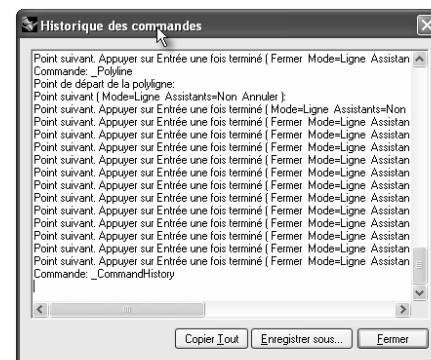 Historique des commandes
Point suivant. Appuyer sur Entrée une fois terminé ( Fermer Mode=Ligne Assistan
Commande: _Polyline
Point de départ de la polyligne:
Point suivant ( Mode=Ligne Assistants=Non Annuler ):
Point suivant. Appuyer sur Entrée une fois terminé ( Mode=Ligne Assistants=Non
Point suivant. Appuyer sur Entrée une fois terminé ( Fermer Mode=Ligne Assistan
Point suivant. Appuyer sur Entrée une fois terminé ( Fermer Mode=Ligne Assistan
Point suivant. Appuyer sur Entrée une fois terminé ( Fermer Mode=Ligne Assistan
Point suivant. Appuyer sur Entrée une fois terminé ( Fermer Mode=Ligne Assistan
Point suivant. Appuyer sur Entrée une fois terminé ( Fermer Mode=Ligne Assistan
Point suivant. Appuyer sur Entrée une fois terminé ( Fermer Mode=Ligne Assistan
Point suivant. Appuyer sur Entrée une fois terminé ( Fermer Mode=Ligne Assistan
Point suivant. Appuyer sur Entrée une fois terminé ( Fermer Mode=Ligne Assistan
Point suivant. Appuyer sur Entrée une fois terminé ( Fermer Mode=Ligne Assistan
Point suivant. Appuyer sur Entrée une fois terminé ( Fermer Mode=Ligne Assistan
Point suivant. Appuyer sur Entrée une fois terminé ( Fermer Mode=Ligne Assistan
Point suivant. Appuyer sur Entrée une fois terminé ( Fermer Mode=Ligne Assistan
Commande: _CommandHistory
Copier Tout Enregistrer sous... Fermer